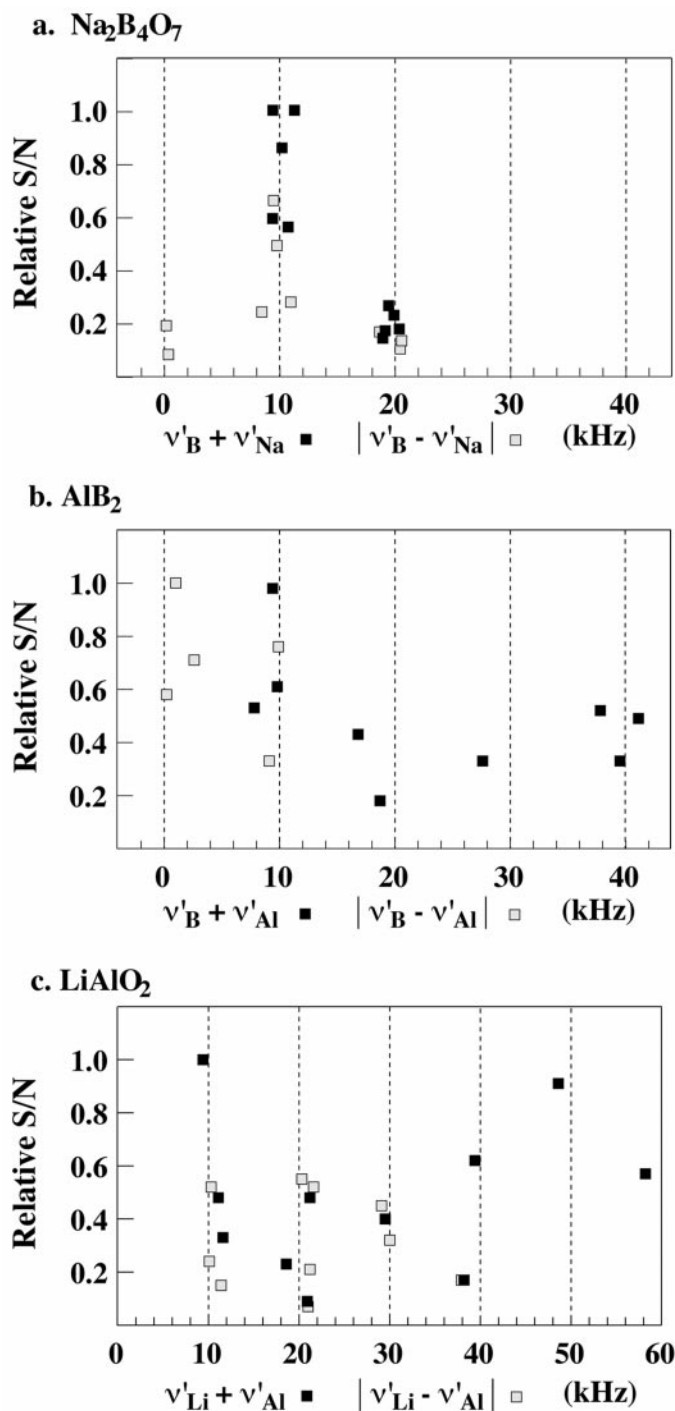 a. Na₂B₄O₇
Relative S/N
1.0
0.8
0.6
0.4
0.2
0 10 20 30 40
ν'B + ν'Na ■ | ν'B - ν'Na | □ (kHz)
b. AlB₂
Relative S/N
1.0
0.8
0.6
0.4
0.2
0 10 20 30 40
ν'B + ν'Al ■ | ν'B - ν'Al | □ (kHz)
c. LiAlO₂
Relative S/N
1.0
0.8
0.6
0.4
0.2
0 10 20 30 40 50 60
ν'Li + ν'Al ■ | ν'Li - ν'Al | □ (kHz)